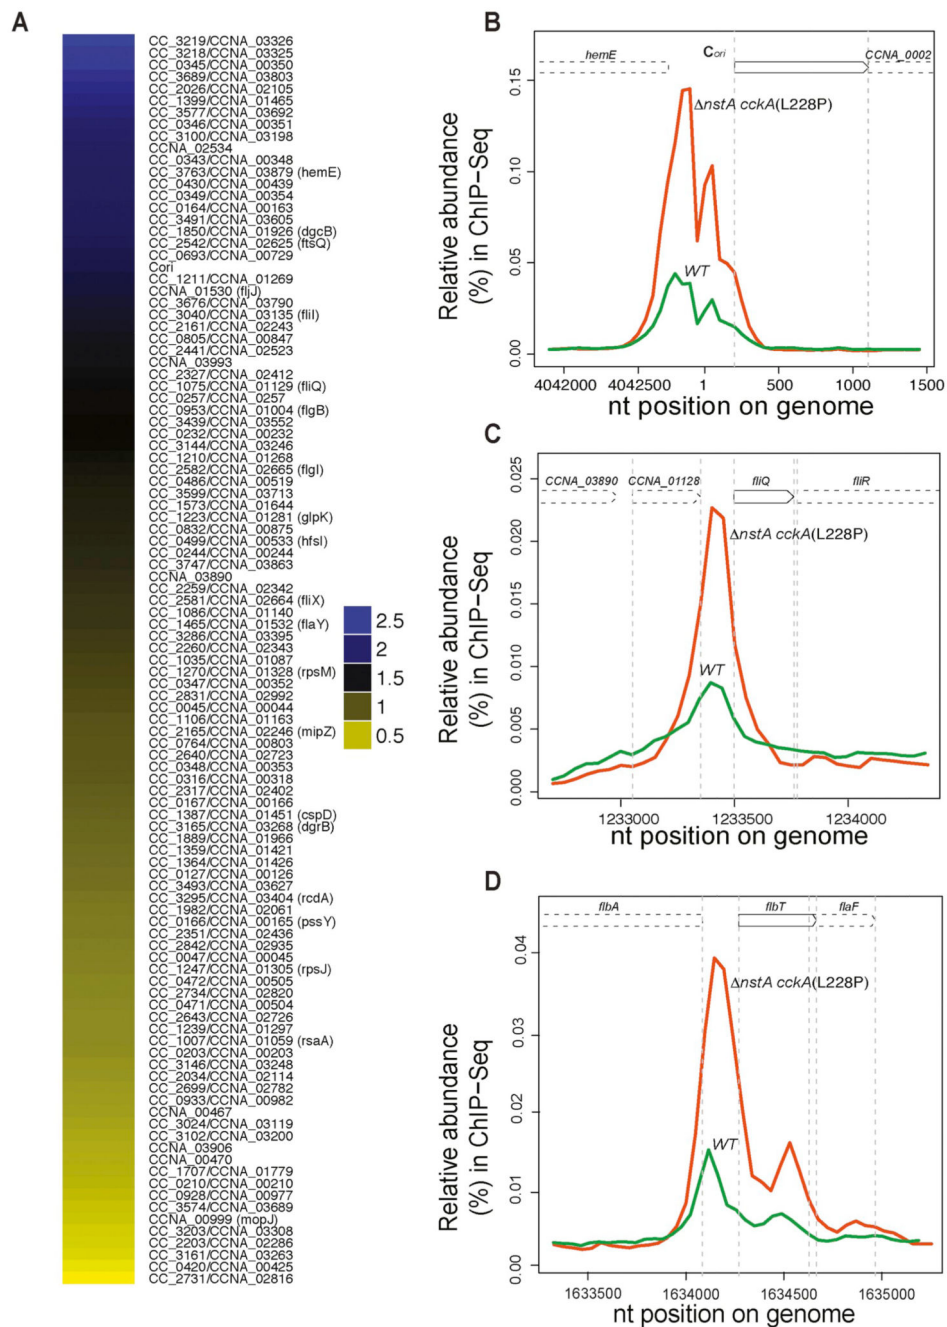 A
CC_3219/CCNA_03326
CC_3218/CCNA_03325
CC_0345/CCNA_00350
CC_3689/CCNA_03803
CC_2026/CCNA_02105
CC_1399/CCNA_01465
CC_3577/CCNA_03692
CC_0346/CCNA_00351
CC_3100/CCNA_03198
CCNA_02534
CC_0343/CCNA_00348
CC_3763/CCNA_03879 (hemE)
CC_0430/CCNA_00439
CC_0349/CCNA_00354
CC_0164/CCNA_00163
CC_3491/CCNA_03605
CC_1850/CCNA_01926 (dgcB)
CC_2542/CCNA_02625 (ftsQ)
CC_0693/CCNA_00729
Cori
CC_1211/CCNA_01269
CCNA_01530 (fljJ)
CC_3676/CCNA_03790
CC_3040/CCNA_03135 (fliI)
CC_2161/CCNA_02243
CC_0805/CCNA_00847
CC_2441/CCNA_02523
CCNA_03993
CC_2327/CCNA_02412
CC_1075/CCNA_01129 (fliQ)
CC_0257/CCNA_0257
CC_0953/CCNA_01004 (flgB)
CC_3439/CCNA_03552
CC_0232/CCNA_00232
CC_3144/CCNA_03246
CC_1210/CCNA_01268
CC_2582/CCNA_02665 (flgI)
CC_0486/CCNA_00519
CC_3599/CCNA_03713
CC_1573/CCNA_01644
CC_1223/CCNA_01281 (glpK)
CC_0832/CCNA_00875
CC_0499/CCNA_00533 (hfsI)
CC_0244/CCNA_00244
CC_3747/CCNA_03863
CCNA_03890
CC_2259/CCNA_02342
CC_2581/CCNA_02664 (fliX)
CC_1086/CCNA_01140
CC_1465/CCNA_01532 (flaY)
CC_3286/CCNA_03395
CC_2260/CCNA_02343
CC_1035/CCNA_01087
CC_1270/CCNA_01328 (rpsM)
CC_0347/CCNA_00352
CC_2831/CCNA_02992
CC_0045/CCNA_00044
CC_1106/CCNA_01163
CC_2165/CCNA_02246 (mipZ)
CC_0764/CCNA_00803
CC_2640/CCNA_02723
CC_0348/CCNA_00353
CC_0316/CCNA_00318
CC_2317/CCNA_02402
CC_0167/CCNA_00166
CC_1387/CCNA_01451 (cspD)
CC_3165/CCNA_03268 (dgrB)
CC_1889/CCNA_01966
CC_1359/CCNA_01421
CC_1364/CCNA_01426
CC_0127/CCNA_00126
CC_3493/CCNA_03627
CC_3295/CCNA_03404 (rcdA)
CC_1982/CCNA_02061
CC_0166/CCNA_00165 (pssY)
CC_2351/CCNA_02436
CC_2842/CCNA_02935
CC_0047/CCNA_00045
CC_1247/CCNA_01305 (rpsJ)
CC_0472/CCNA_00505
CC_2734/CCNA_02820
CC_0471/CCNA_00504
CC_2643/CCNA_02726
CC_1239/CCNA_01297
CC_1007/CCNA_01059 (rsaA)
CC_0203/CCNA_00203
CC_3146/CCNA_03248
CC_2034/CCNA_02114
CC_2699/CCNA_02782
CC_0933/CCNA_00982
CCNA_00467
CC_3024/CCNA_03119
CC_3102/CCNA_03200
CCNA_03906
CCNA_00470
CC_1707/CCNA_01779
CC_0210/CCNA_00210
CC_0928/CCNA_00977
CC_3574/CCNA_03689
CCNA_00999 (mopJ)
CC_3203/CCNA_03308
CC_2203/CCNA_02286
CC_3161/CCNA_03263
CC_0420/CCNA_00425
CC_2731/CCNA_02816
2.5
2
1.5
1
0.5
B
hemE
Cori
CCNA_0002
ΔnstA cckA(L228P)
WT
Relative abundance
(%) in ChIP−Seq
0.15
0.10
0.05
0.00
4042000 4042500 1 500 1000 1500
nt position on genome
C
CCNA_03890 CCNA_01128 fliQ fliR
ΔnstA cckA(L228P)
WT
Relative abundance
(%) in ChIP−Seq
0.025
0.020
0.015
0.010
0.005
0.000
1233000 1233500 1234000
nt position on genome
D
flbA flbT flaF
ΔnstA cckA(L228P)
WT
Relative abundance
(%) in ChIP−Seq
0.04
0.03
0.02
0.01
0.00
1633500 1634000 1634500 1635000
nt position on genome